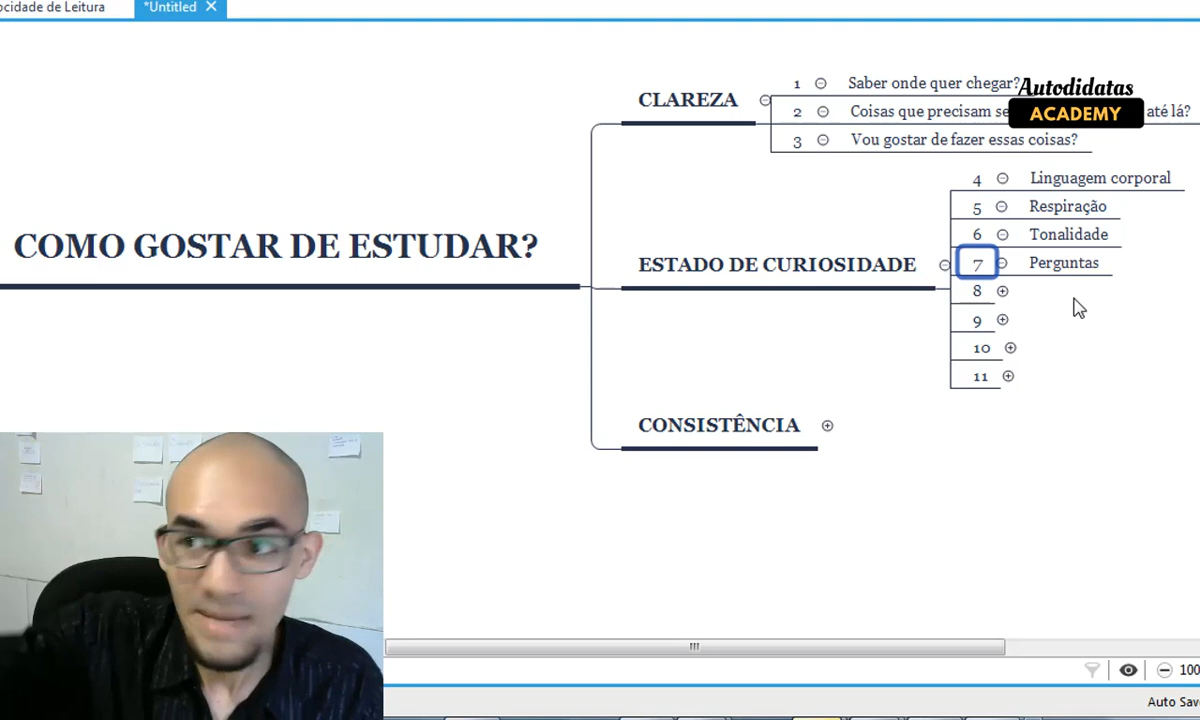 ocidade de Leitura
*Untitled
COMO GOSTAR DE ESTUDAR?
CLAREZA
1 Saber onde quer chegar?
2 Coisas que precisam se até lá?
3 Vou gostar de fazer essas coisas?
Autodidatas
ACADEMY
ESTADO DE CURIOSIDADE
4 Linguagem corporal
5 Respiração
6 Tonalidade
7 Perguntas
8
9
10
11
CONSISTÊNCIA
100
Auto Sav